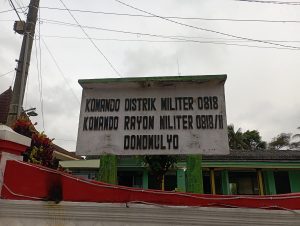 KOMANDO DISTRIK MILITER 0818
KOMANDO RAYON MILITER 0818/11
DONOMULYO